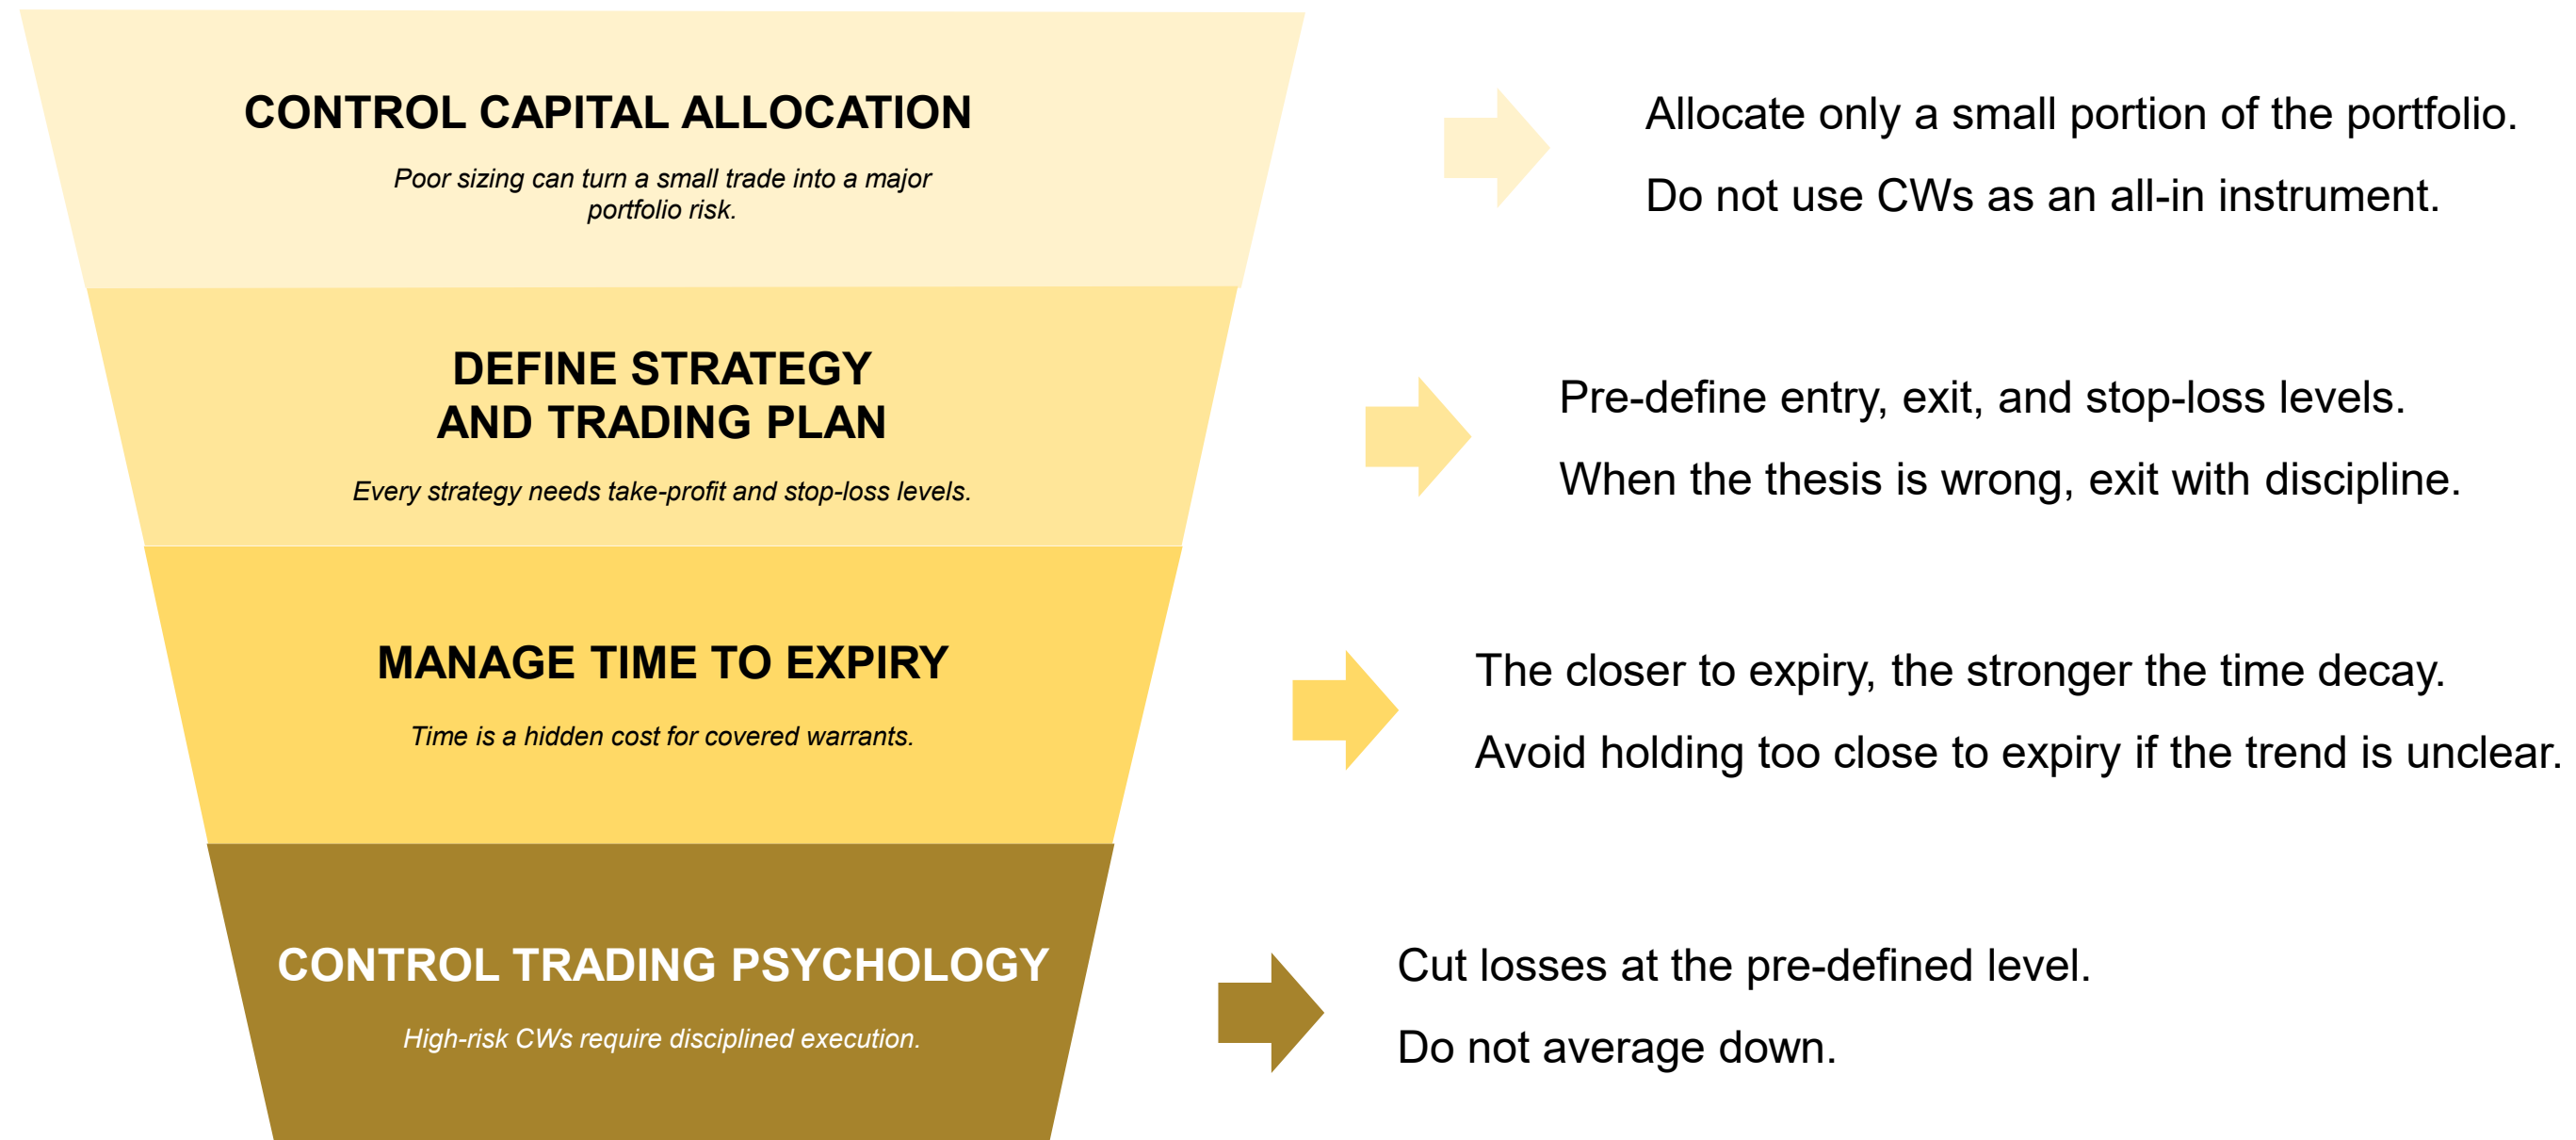 CONTROL CAPITAL ALLOCATION
Poor sizing can turn a small trade into a major
portfolio risk.
Allocate only a small portion of the portfolio.
Do not use CWs as an all-in instrument.
DEFINE STRATEGY
AND TRADING PLAN
Every strategy needs take-profit and stop-loss levels.
Pre-define entry, exit, and stop-loss levels.
When the thesis is wrong, exit with discipline.
MANAGE TIME TO EXPIRY
Time is a hidden cost for covered warrants.
The closer to expiry, the stronger the time decay.
Avoid holding too close to expiry if the trend is unclear.
CONTROL TRADING PSYCHOLOGY
High-risk CWs require disciplined execution.
Cut losses at the pre-defined level.
Do not average down.